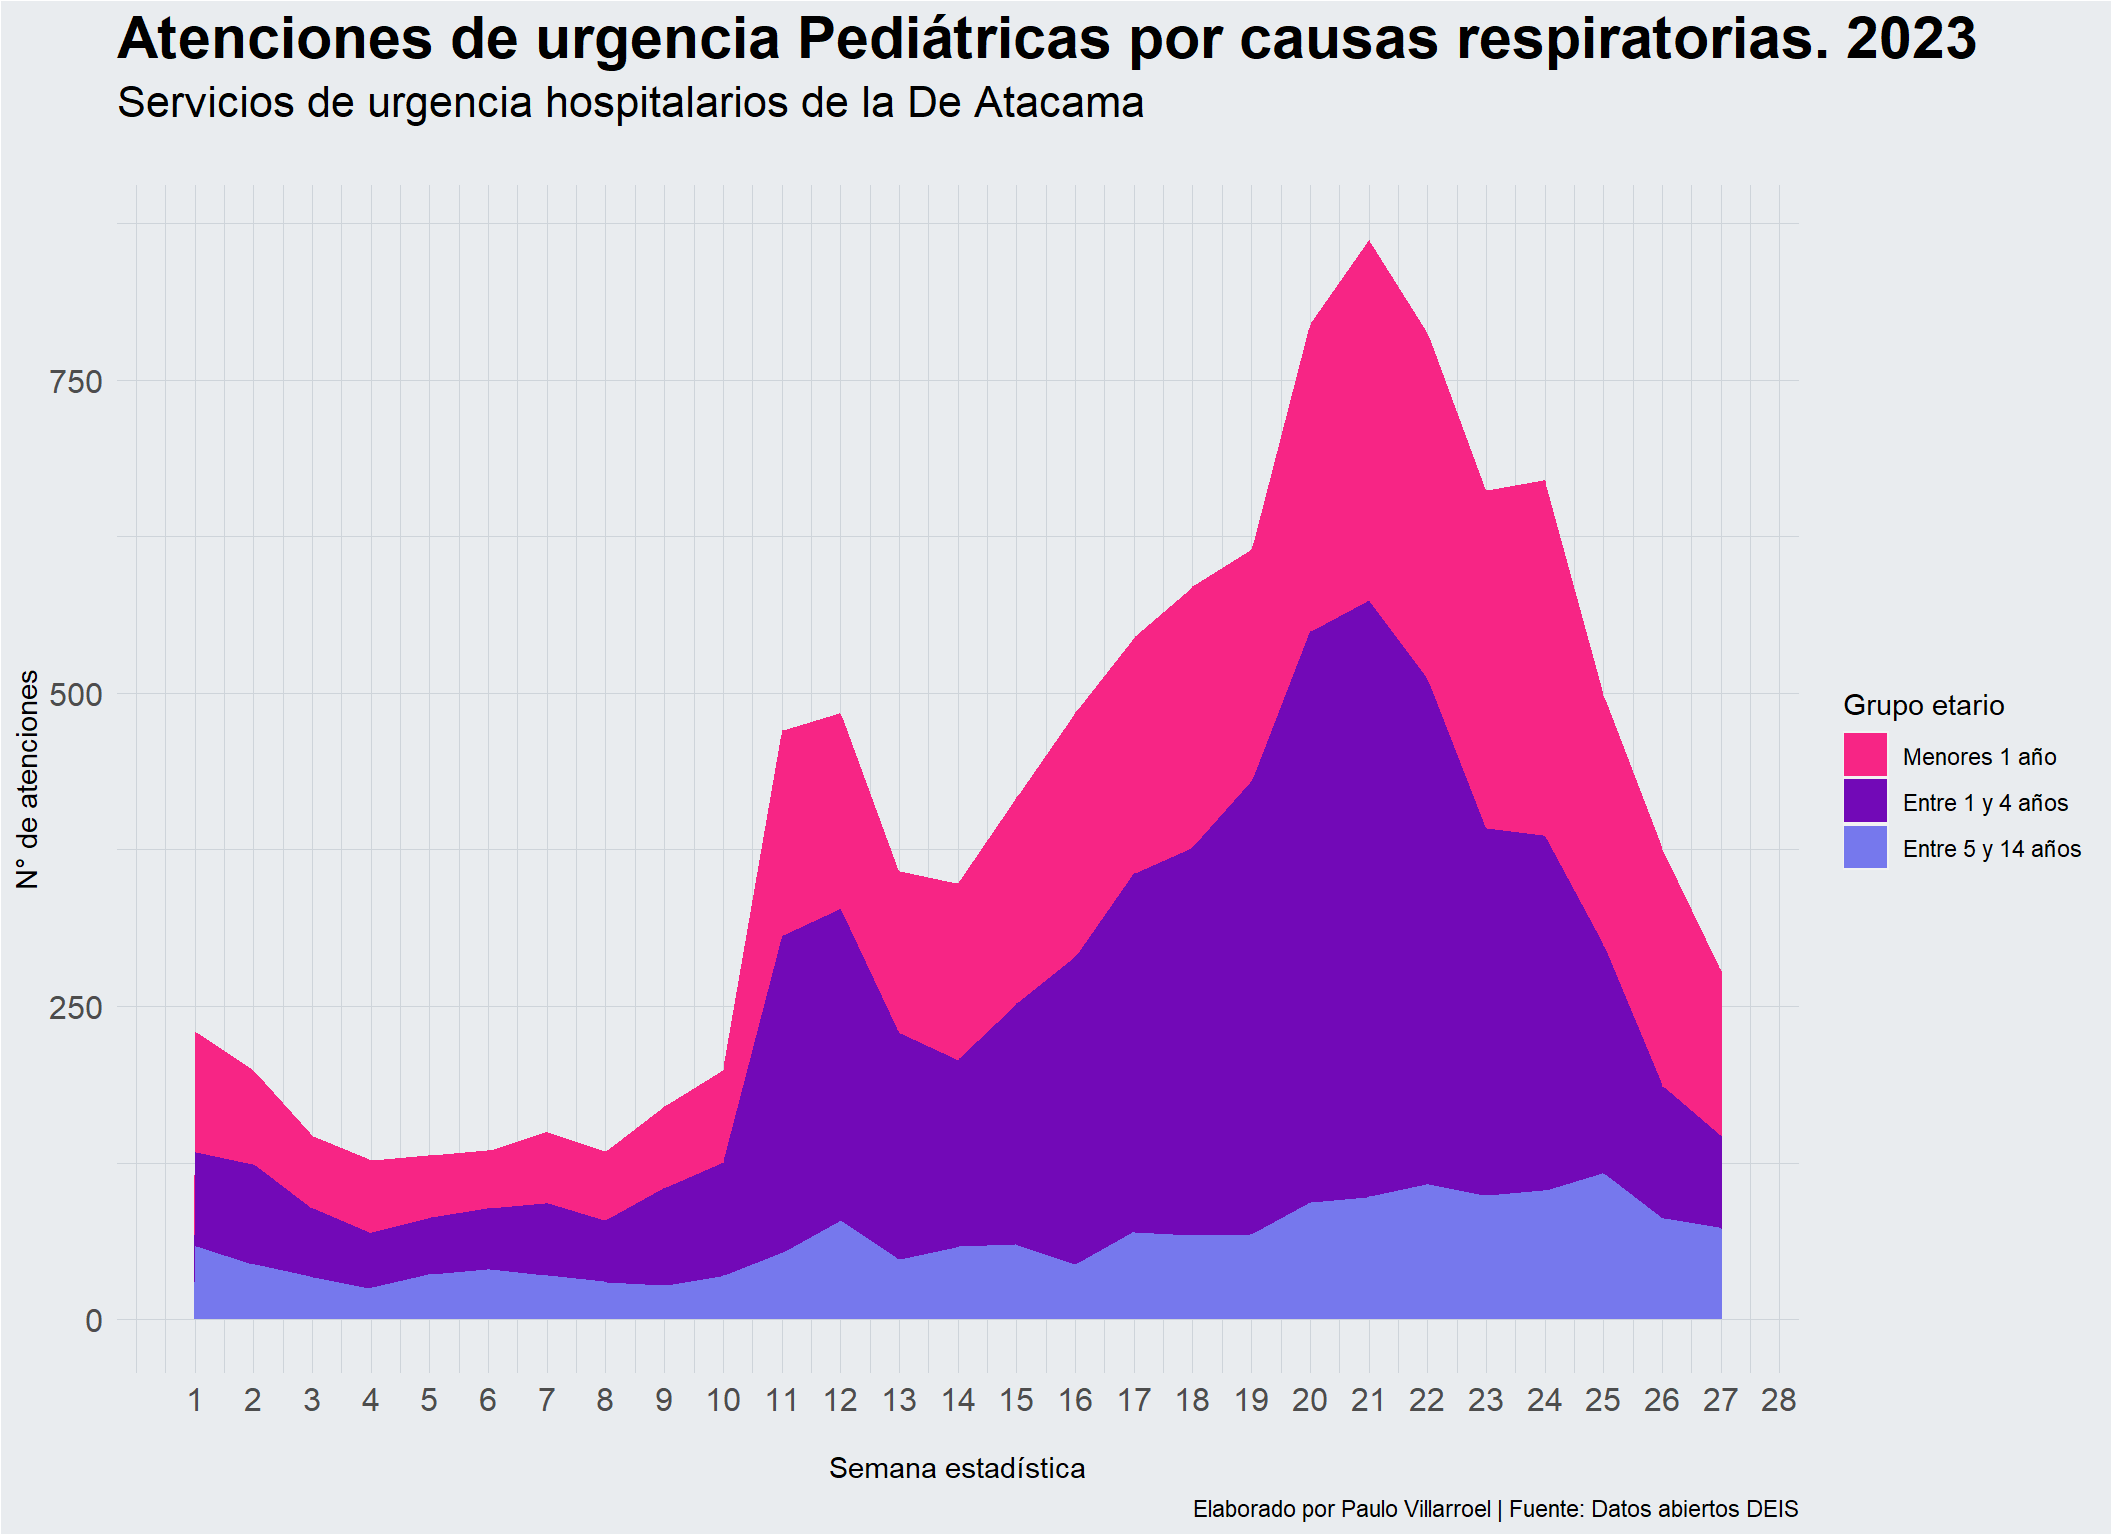 Atenciones de urgencia Pediátricas por causas respiratorias. 2023
Servicios de urgencia hospitalarios de la De Atacama
N° de atenciones
750
500
250
0
1 2 3 4 5 6 7 8 9 10 11 12 13 14 15 16 17 18 19 20 21 22 23 24 25 26 27 28
Semana estadística
Grupo etario
Menores 1 año
Entre 1 y 4 años
Entre 5 y 14 años
Elaborado por Paulo Villarroel | Fuente: Datos abiertos DEIS